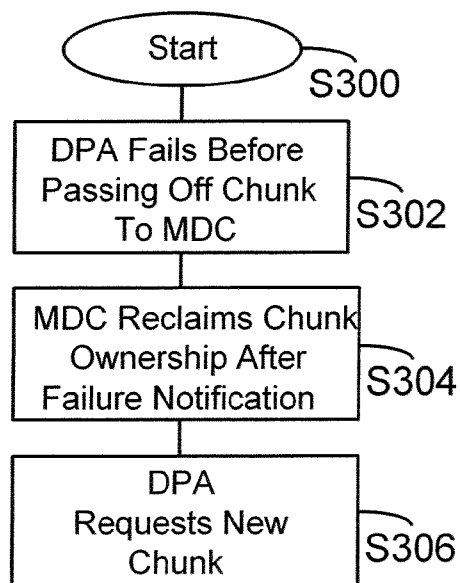 Start
S300
DPA Fails Before
Passing Off Chunk
To MDC
S302
MDC Reclaims Chunk
Ownership After
Failure Notification
S304
DPA
Requests New
Chunk
S306